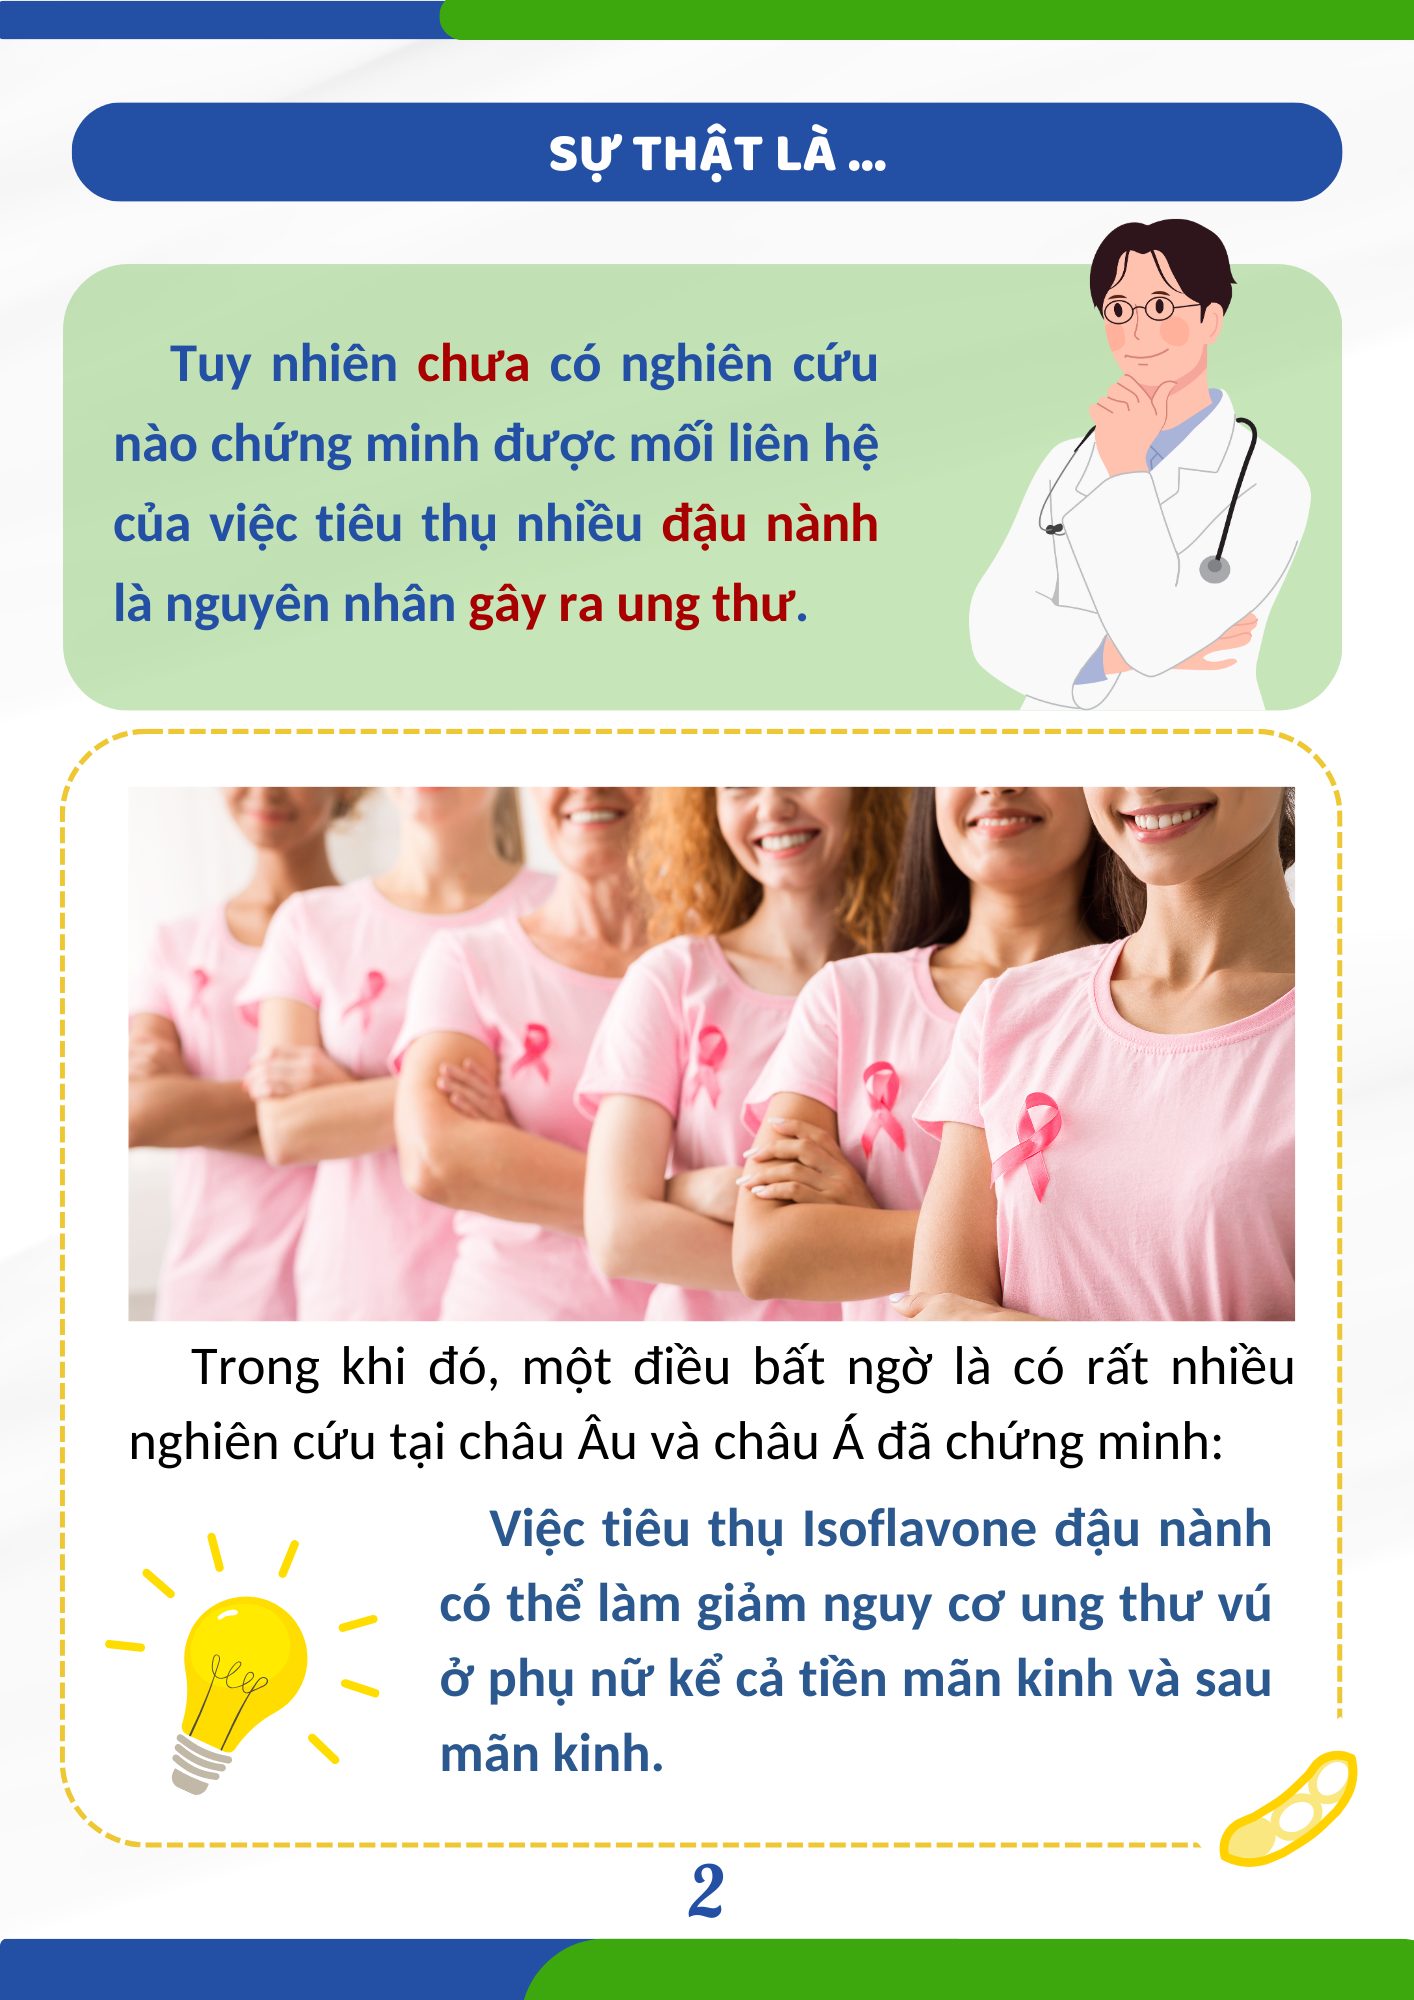 SỰ THẬT LÀ ...
Tuy nhiên chưa có nghiên cứu
nào chứng minh được mối liên hệ
của việc tiêu thụ nhiều đậu nành
là nguyên nhân gây ra ung thư.
Trong khi đó, một điều bất ngờ là có rất nhiều
nghiên cứu tại châu Âu và châu Á đã chứng minh:
Việc tiêu thụ Isoflavone đậu nành
có thể làm giảm nguy cơ ung thư vú
ở phụ nữ kể cả tiền mãn kinh và sau
mãn kinh.
2